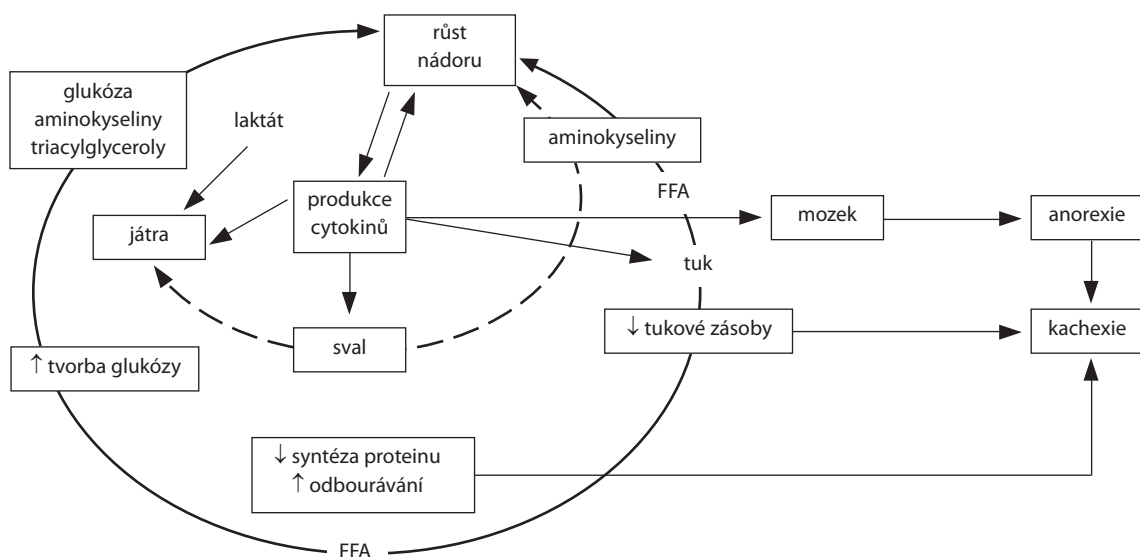 růst
nádoru
glukóza
aminokyseliny
triacylglyceroly
laktát
aminokyseliny
FFA
produkce
cytokinů
mozek
anorexie
játra
tuk
↓ tukové zásoby
kachexie
sval
↑ tvorba glukózy
↓ syntéza proteinu
↑ odbourávání
FFA